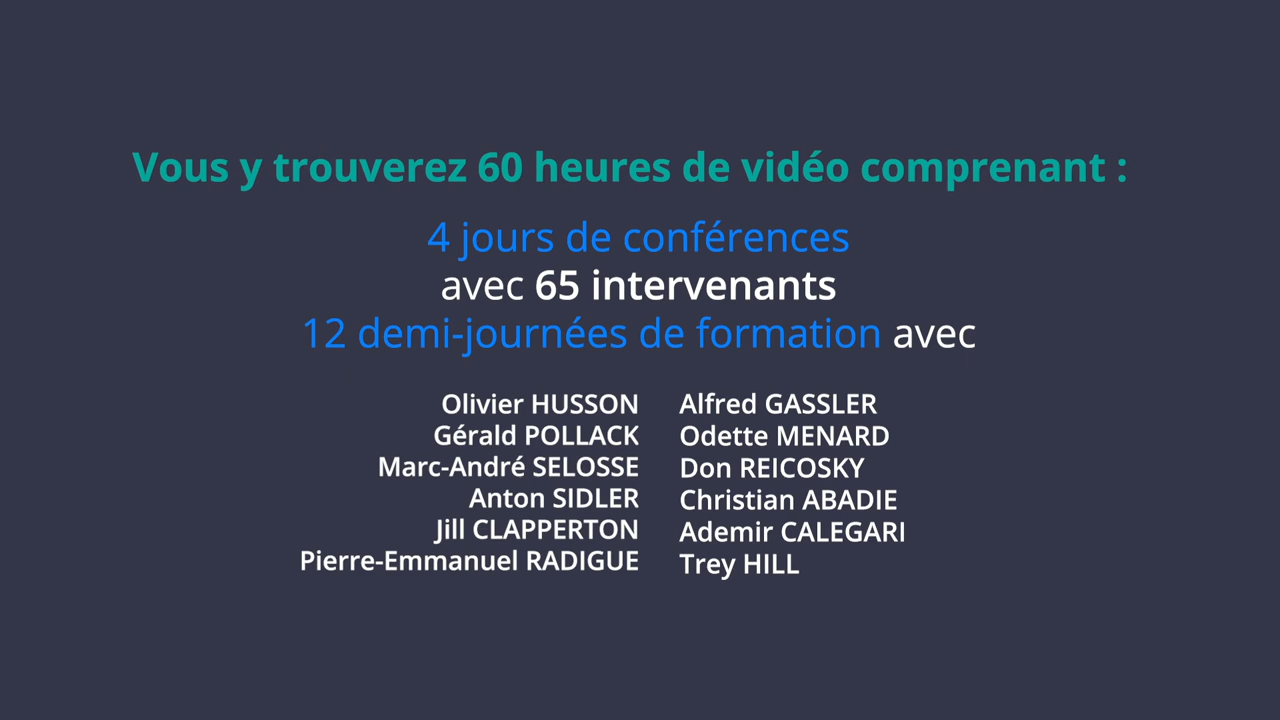 Vous y trouverez 60 heures de vidéo comprenant :
4 jours de conférences
avec 65 intervenants
12 demi-journées de formation avec
Olivier HUSSON
Gérald POLLACK
Marc-André SELOSSE
Anton SIDLER
Jill CLAPPERTON
Pierre-Emmanuel RADIGUE
Alfred GASSLER
Odette MENARD
Don REICOSKY
Christian ABADIE
Ademir CALEGARI
Trey HILL